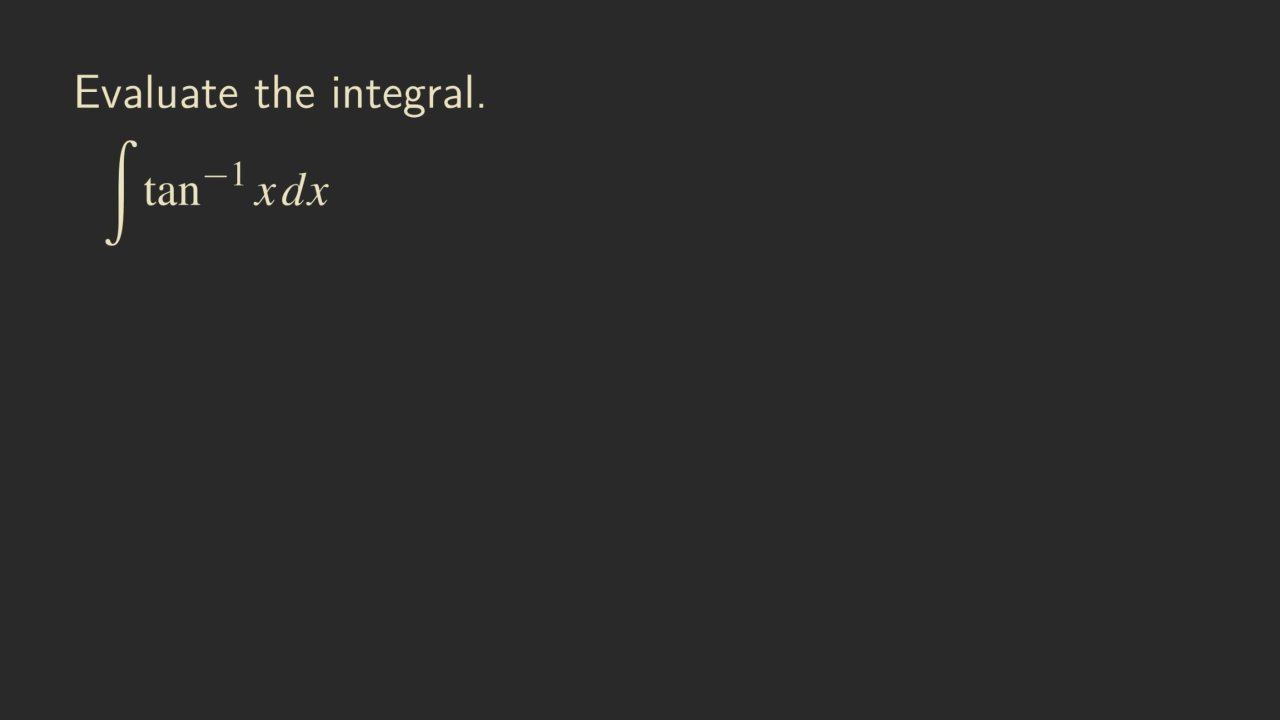 Evaluate the integral.
∫ tan⁻¹ x dx